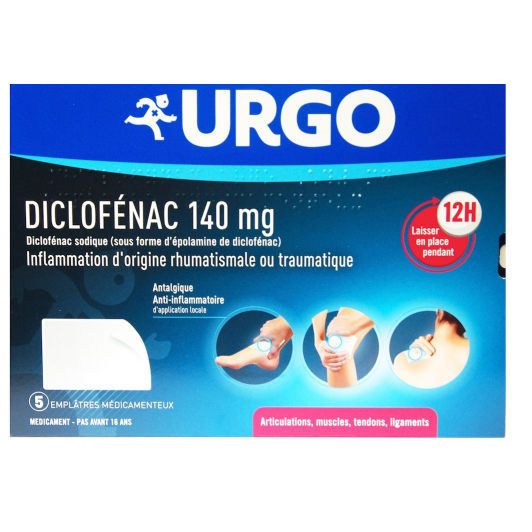 URGO
DICLOFÉNAC 140 mg
Diclofénac sodique (sous forme d'épolamine de diclofénac)
Inflammation d'origine rhumatismale ou traumatique
12H
Laisser
en place
pendant
Antalgique
Anti-inflammatoire
d'application locale
5 EMPLÂTRES MÉDICAMENTEUX
MEDICAMENT - PAS AVANT 16 ANS
Articulations, muscles, tendons, ligaments